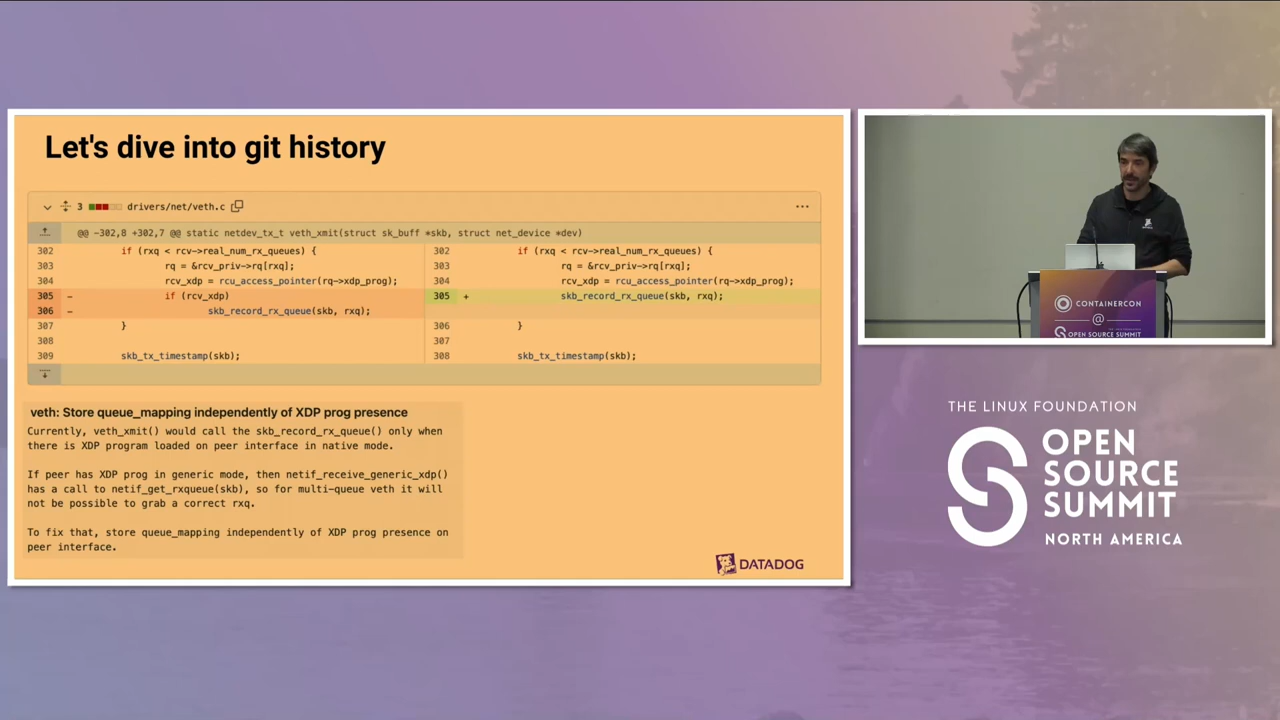 Let's dive into git history
3 drivers/net/veth.c ...
@@ -302,8 +302,7 @@ static netdev_tx_t veth_xmit(struct sk_buff *skb, struct net_device *dev)
302 if (rxq < rcv->real_num_rx_queues) {
303 rq = &rcv_priv->rq[rxq];
304 rcv_xdp = rcu_access_pointer(rq->xdp_prog);
305 - if (rcv_xdp)
306 - skb_record_rx_queue(skb, rxq);
307 }
308
309 skb_tx_timestamp(skb);
302 if (rxq < rcv->real_num_rx_queues) {
303 rq = &rcv_priv->rq[rxq];
304 rcv_xdp = rcu_access_pointer(rq->xdp_prog);
305 + skb_record_rx_queue(skb, rxq);
306 }
307
308 skb_tx_timestamp(skb);
veth: Store queue_mapping independently of XDP prog presence
Currently, veth_xmit() would call the skb_record_rx_queue() only when
there is XDP program loaded on peer interface in native mode.
If peer has XDP prog in generic mode, then netif_receive_generic_xdp()
has a call to netif_get_rxqueue(skb), so for multi-queue veth it will
not be possible to grab a correct rxq.
To fix that, store queue_mapping independently of XDP prog presence on
peer interface.
DATADOG
CONTAINERCON
@
OPEN SOURCE SUMMIT
THE LINUX FOUNDATION
OPEN
SOURCE
SUMMIT
NORTH AMERICA